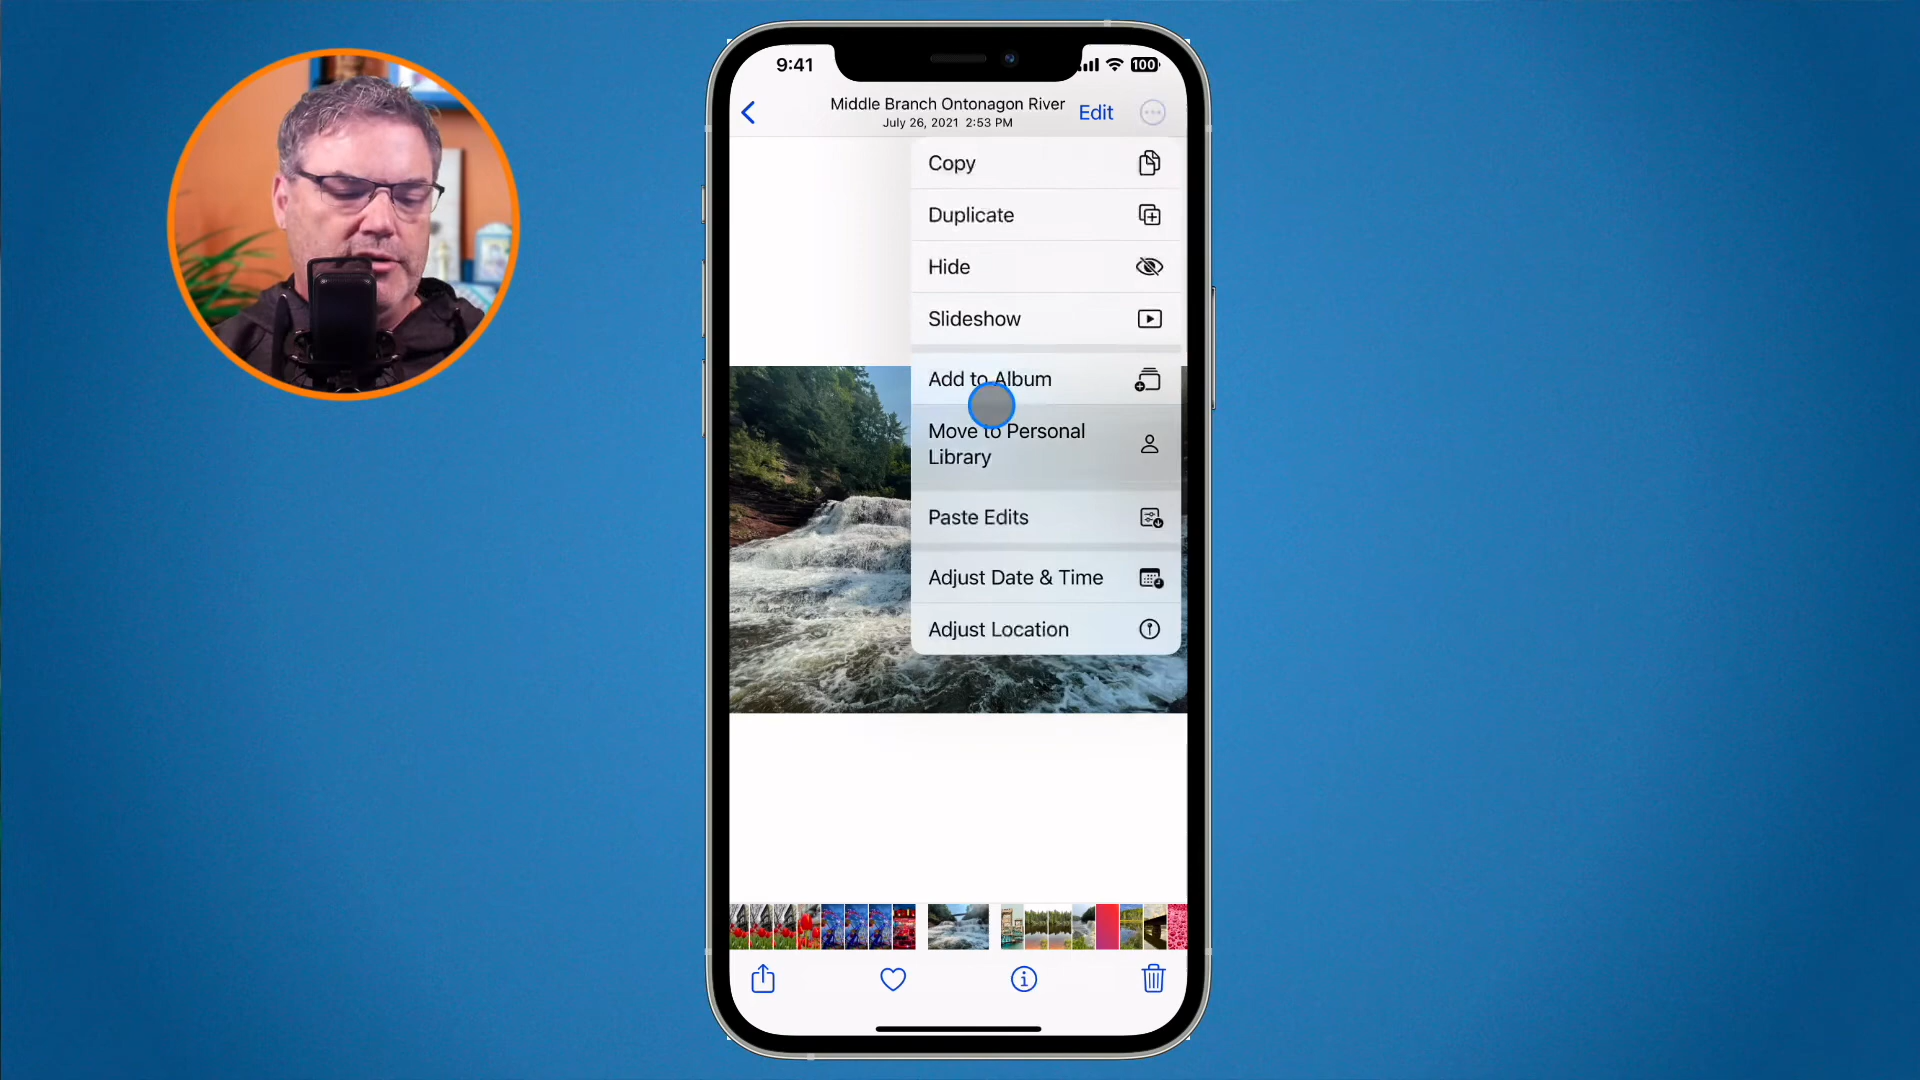 9:41
100
Middle Branch Ontonagon River
Edit
July 26, 2021 2:53 PM
Copy
Duplicate
Hide
Slideshow
Add to Album
Move to Personal
Library
Paste Edits
Adjust Date & Time
Adjust Location